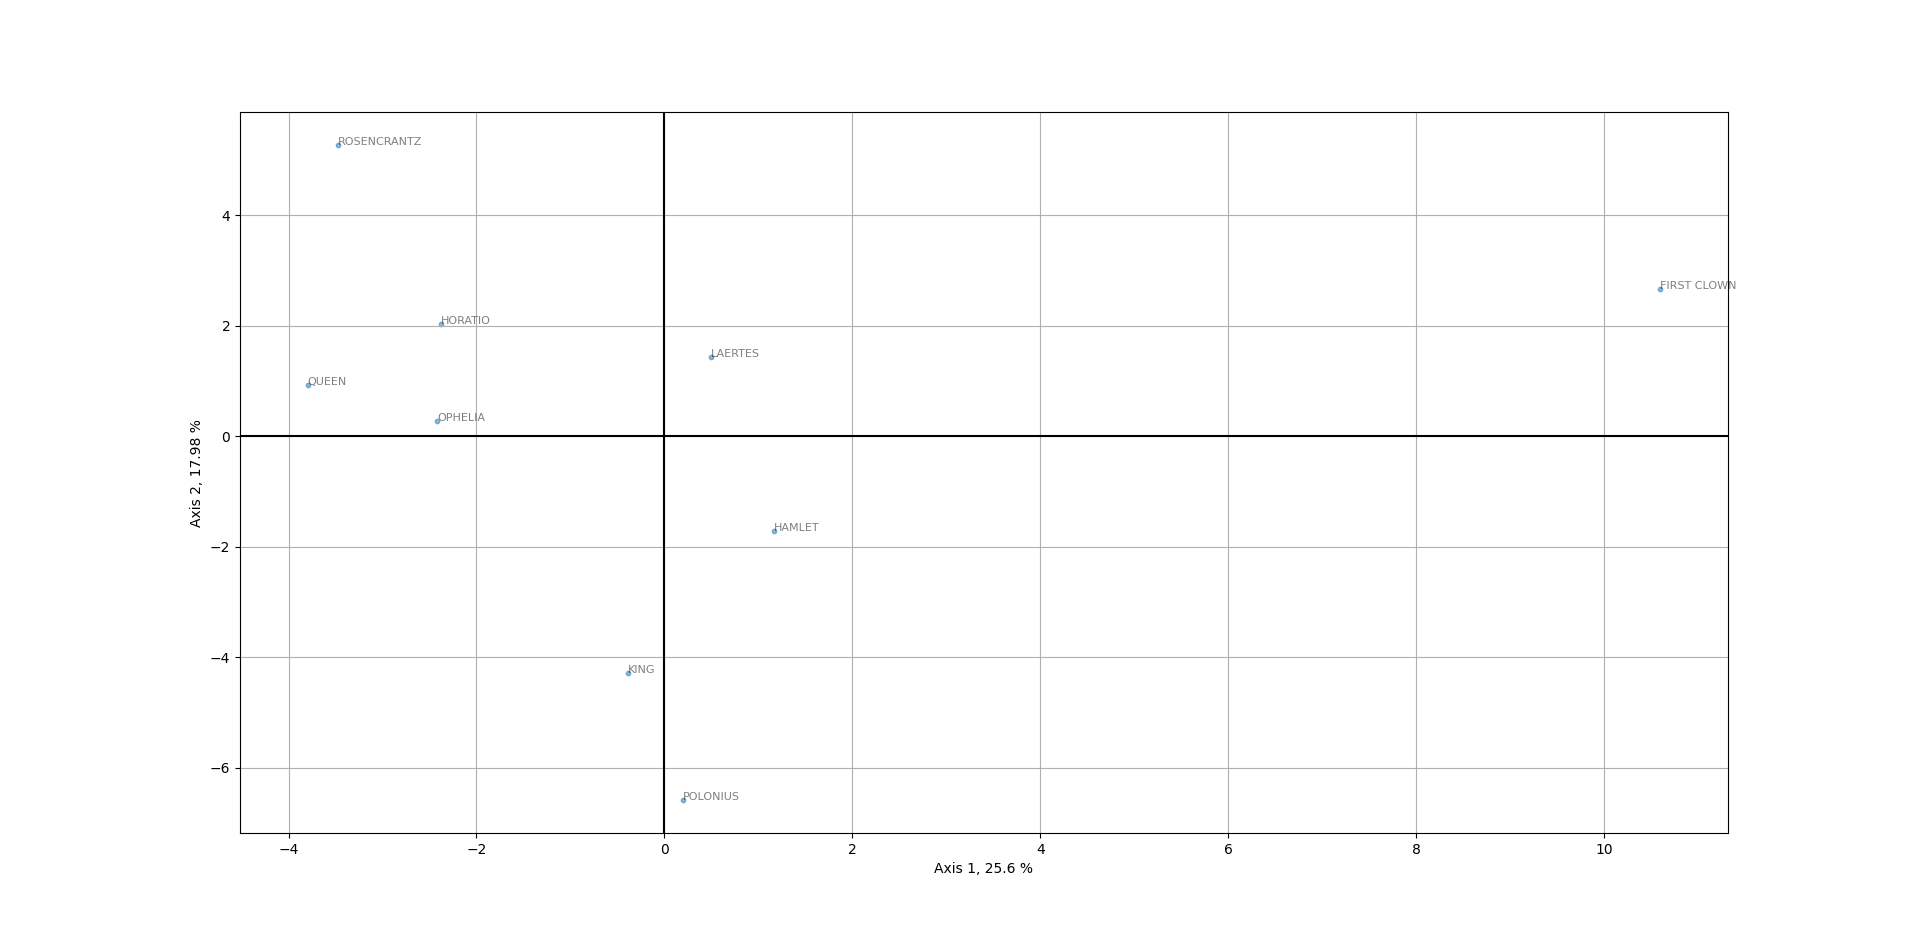 ROSENCRANTZ
4
FIRST CLOWN
2
HORATIO
LAERTES
QUEEN
OPHELIA
0
Axis 2, 17.98 %
HAMLET
−2
−4
KING
−6
POLONIUS
−4 −2 0 2 4 6 8 10
Axis 1, 25.6 %